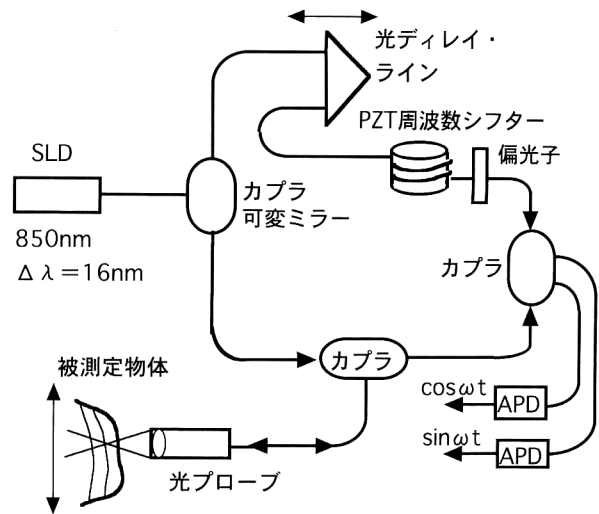 光ディレイ・
ライン
PZT周波数シフター
偏光子
SLD
850nm
Δλ=16nm
カプラ
可変ミラー
カプラ
カプラ
被測定物体
光プローブ
cosωt
APD
sinωt
APD